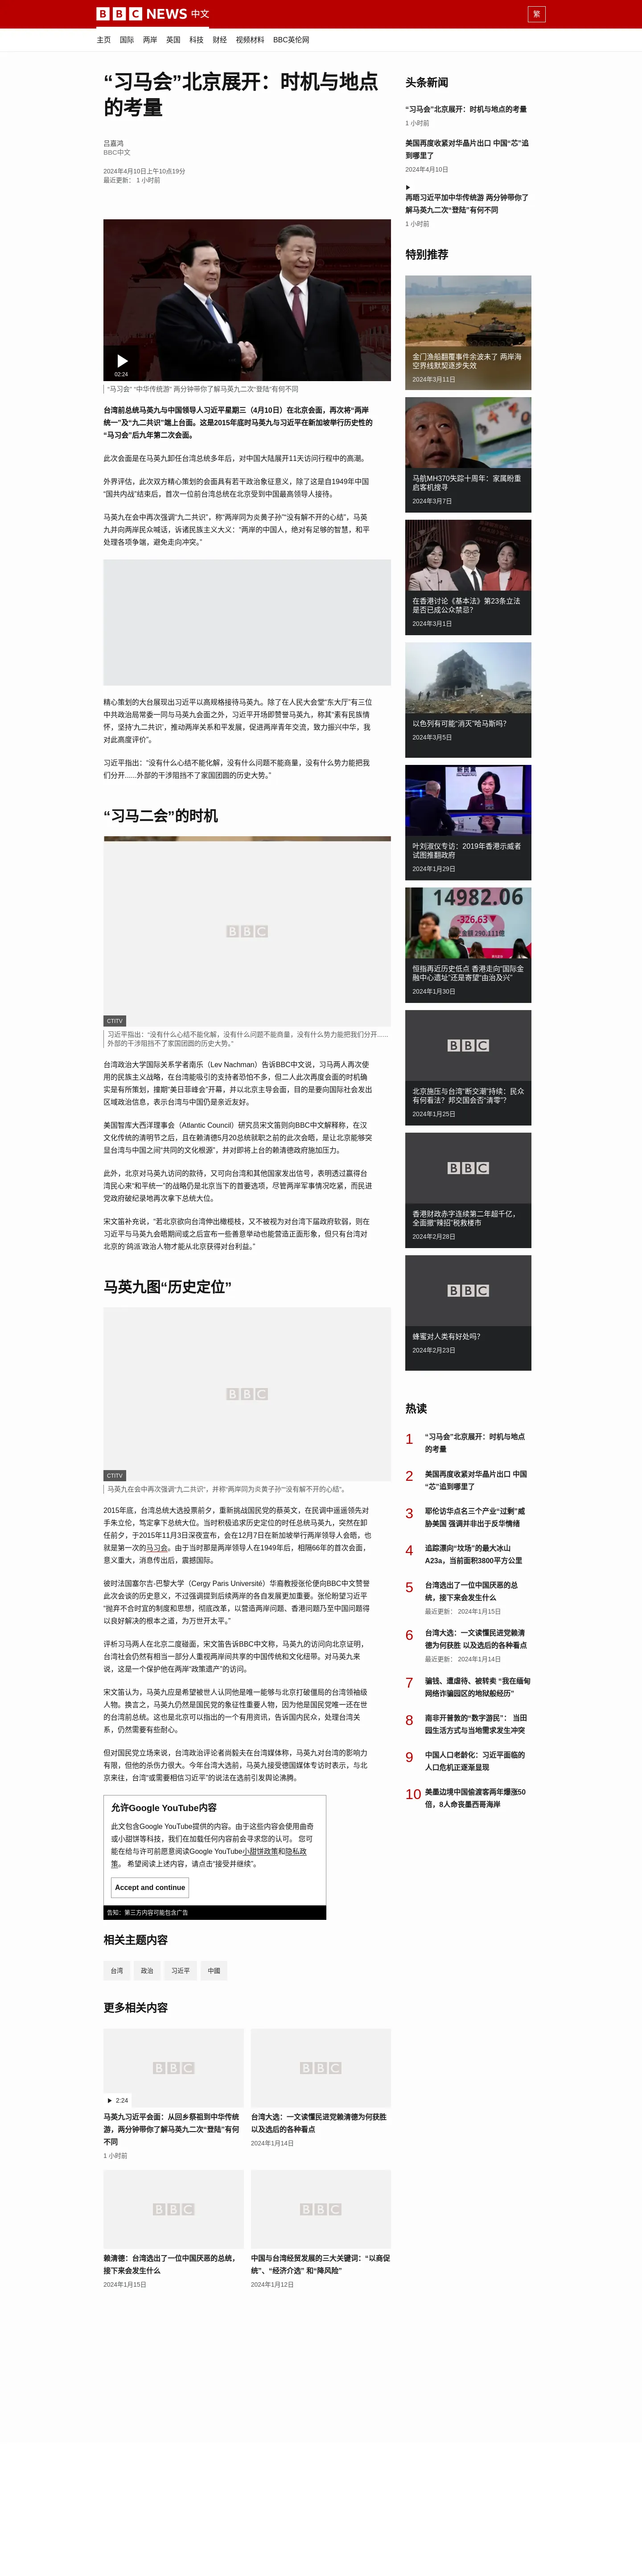 BBC NEWS 中文
繁
主页 国际 两岸 英国 科技 财经 视频材料 BBC英伦网
“习马会”北京展开：时机与地点
的考量
吕嘉鸿
BBC中文
2024年4月10日上午10点19分
最近更新： 1 小时前
02:24
“马习会” “中华传统游” 两分钟带你了解马英九二次“登陆”有何不同
台湾前总统马英九与中国领导人习近平星期三（4月10日）在北京会面，再次将“两岸
统一”及“九二共识”端上台面。这是2015年底时马英九与习近平在新加坡举行历史性的
“马习会”后九年第二次会面。
此次会面是在马英九卸任台湾总统多年后，对中国大陆展开11天访问行程中的高潮。
外界评估，此次双方精心策划的会面具有若干政治象征意义，除了这是自1949年中国
“国共内战”结束后，首次一位前台湾总统在北京受到中国最高领导人接待。
马英九在会中再次强调“九二共识”，称“两岸同为炎黄子孙”“没有解不开的心结”，马英
九并向两岸民众喊话，诉诸民族主义大义：“两岸的中国人，绝对有足够的智慧，和平
处理各项争端，避免走向冲突。”
精心策划的大台展现出习近平以高规格接待马英九。除了在人民大会堂“东大厅”有三位
中共政治局常委一同与马英九会面之外，习近平开场即赞誉马英九，称其“素有民族情
怀，坚持‘九二共识’，推动两岸关系和平发展，促进两岸青年交流，致力振兴中华，我
对此高度评价”。
习近平指出：“没有什么心结不能化解，没有什么问题不能商量，没有什么势力能把我
们分开......外部的干涉阻挡不了家国团圆的历史大势。”
“习马二会”的时机
BBC
CTITV
习近平指出：“没有什么心结不能化解，没有什么问题不能商量，没有什么势力能把我们分开......
外部的干涉阻挡不了家国团圆的历史大势。”
台湾政治大学国际关系学者南乐（Lev Nachman）告诉BBC中文说，习马两人再次使
用的民族主义战略，在台湾能吸引的支持者恐怕不多，但二人此次再度会面的时机确
实是有所策划，撞期“美日菲峰会”开幕，并以北京主导会面，目的是要向国际社会发出
区域政治信息，表示台湾与中国仍是亲近友好。
美国智库大西洋理事会（Atlantic Council）研究员宋文笛则向BBC中文解释称，在汉
文化传统的清明节之后，且在赖清德5月20总统就职之前的此次会晤，是让北京能够突
显台湾与中国之间“共同的文化根源”，并对即将上台的赖清德政府施加压力。
此外，北京对马英九访问的款待，又可向台湾和其他国家发出信号，表明透过赢得台
湾民心来“和平统一”的战略仍是北京当下的首要选项，尽管两岸军事情况吃紧，而民进
党政府破纪录地再次拿下总统大位。
宋文笛补充说，“若北京欲向台湾伸出橄榄枝，又不被视为对台湾下届政府软弱，则在
习近平与马英九会晤期间或之后宣布一些善意举动也能营造正面形象，但只有台湾对
北京的‘鸽派’政治人物才能从北京获得对台利益。”
马英九图“历史定位”
BBC
CTITV
马英九在会中再次强调“九二共识”，并称“两岸同为炎黄子孙”“没有解不开的心结”。
2015年底，台湾总统大选投票前夕，重新挑战国民党的蔡英文，在民调中遥遥领先对
手朱立伦，笃定拿下总统大位。当时积极追求历史定位的时任总统马英九，突然在卸
任前夕，于2015年11月3日深夜宣布，会在12月7日在新加坡举行两岸领导人会晤，也
就是第一次的马习会。由于当时那是两岸领导人在1949年后，相隔66年的首次会面，
意义重大，消息传出后，震撼国际。
彼时法国塞尔吉-巴黎大学（Cergy Paris Université）华裔教授张伦便向BBC中文赞誉
此次会谈的历史意义，不过强调提到后续两岸的各自发展更加重要。张伦盼望习近平
“抛弃不合时宜的制度和思想，彻底改革，以营造两岸问题、香港问题乃至中国问题得
以良好解决的根本之道，为万世开太平。”
评析习马两人在北京二度碰面，宋文笛告诉BBC中文称，马英九的访问向北京证明，
台湾社会仍然有相当一部分人重视两岸间共享的中国传统和文化纽带。对马英九来
说，这是一个保护他在两岸“政策遗产”的访问。
宋文笛认为，马英九应是希望被世人认同他是唯一能够与北京打破僵局的台湾领袖级
人物。换言之，马英九仍然是国民党的象征性重要人物，因为他是国民党唯一还在世
的台湾前总统。这也是北京可以指出的一个有用资讯，告诉国内民众，处理台湾关
系，仍然需要有些耐心。
但对国民党立场来说，台湾政治评论者尚毅夫在台湾媒体称，马英九对台湾的影响力
有限，但他的杀伤力很大。今年台湾大选前，马英九接受德国媒体专访时表示，与北
京来往，台湾“或需要相信习近平”的说法在选前引发舆论沸腾。
允许Google YouTube内容
此文包含Google YouTube提供的内容。由于这些内容会使用曲奇
或小甜饼等科技，我们在加载任何内容前会寻求您的认可。 您可
能在给与许可前愿意阅读Google YouTube小甜饼政策和隐私政
策。 希望阅读上述内容，请点击“接受并继续”。
Accept and continue
告知：第三方内容可能包含广告
相关主题内容
台湾 政治 习近平 中國
更多相关内容
BBC
2:24
马英九习近平会面：从回乡祭祖到中华传统
游，两分钟带你了解马英九二次“登陆”有何
不同
1 小时前
BBC
台湾大选：一文读懂民进党赖清德为何获胜
以及选后的各种看点
2024年1月14日
BBC
赖清德：台湾选出了一位中国厌恶的总统，
接下来会发生什么
2024年1月15日
BBC
中国与台湾经贸发展的三大关键词：“以商促
统”、“经济介选” 和“降风险”
2024年1月12日
头条新闻
“习马会”北京展开：时机与地点的考量
1 小时前
美国再度收紧对华晶片出口 中国“芯”追
到哪里了
2024年4月10日
再晤习近平加中华传统游 两分钟带你了
解马英九二次“登陆”有何不同
1 小时前
特别推荐
金门渔船翻覆事件余波未了 两岸海
空界线默契逐步失效
2024年3月11日
马航MH370失踪十周年：家属盼重
启客机搜寻
2024年3月7日
在香港讨论《基本法》第23条立法
是否已成公众禁忌？
2024年3月1日
以色列有可能“消灭”哈马斯吗？
2024年3月5日
叶刘淑仪专访：2019年香港示威者
试图推翻政府
2024年1月29日
14982.06
-326.63▼
恒指再近历史低点 香港走向“国际金
融中心遗址”还是寄望“由治及兴”
2024年1月30日
BBC
北京施压与台湾“断交潮”持续：民众
有何看法？邦交国会否“清零”？
2024年1月25日
BBC
香港财政赤字连续第二年超千亿，
全面撤“辣招”税救楼市
2024年2月28日
BBC
蜂蜜对人类有好处吗？
2024年2月23日
热读
1 “习马会”北京展开：时机与地点
的考量
2 美国再度收紧对华晶片出口 中国
“芯”追到哪里了
3 耶伦访华点名三个产业“过剩”威
胁美国 强调并非出于反华情绪
4 追踪漂向“坟场”的最大冰山
A23a，当前面积3800平方公里
5 台湾选出了一位中国厌恶的总
统，接下来会发生什么
最近更新： 2024年1月15日
6 台湾大选：一文读懂民进党赖清
德为何获胜 以及选后的各种看点
最近更新： 2024年1月14日
7 骗钱、遭虐待、被转卖 “我在缅甸
网络诈骗园区的地狱般经历”
8 南非开普敦的“数字游民”： 当田
园生活方式与当地需求发生冲突
9 中国人口老龄化：习近平面临的
人口危机正逐渐显现
10 美墨边境中国偷渡客两年爆涨50
倍，8人命丧墨西哥海岸